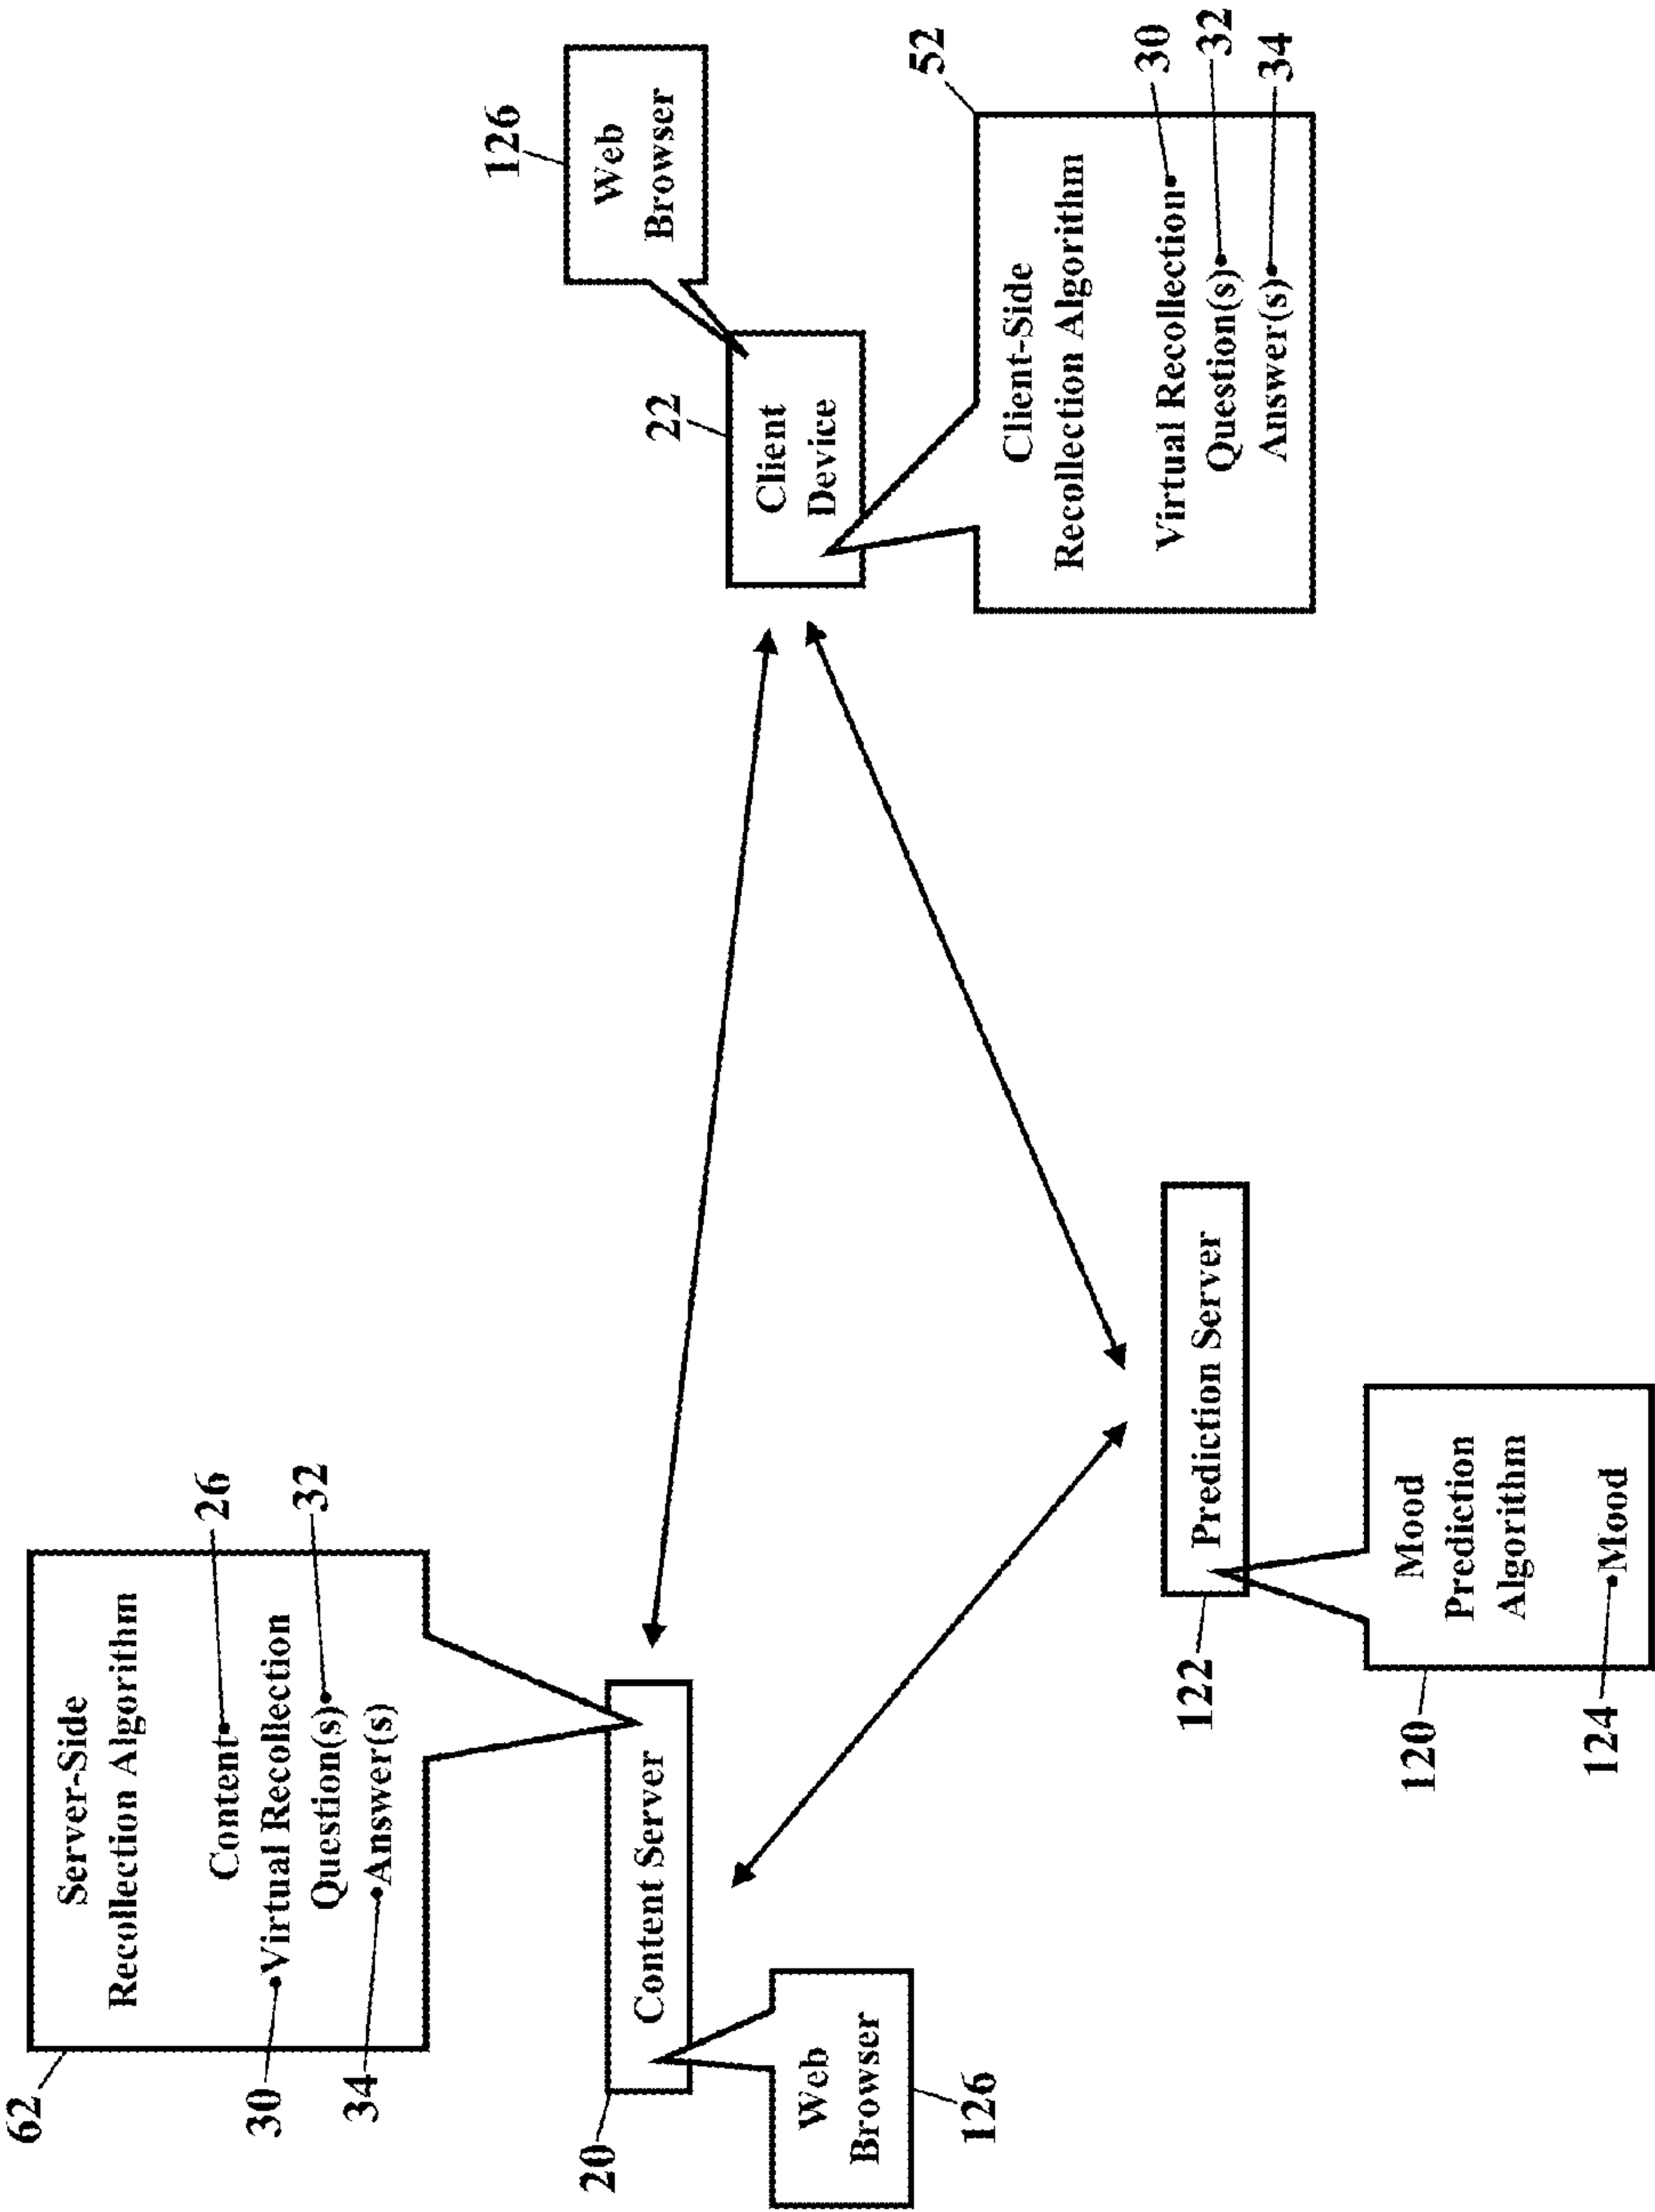 62
Server-Side
Recollection Algorithm
Content
26
30
Virtual Recollection
Question(s)
32
34
Answer(s)
20
Content Server
Web
Browser
126
122
Prediction Server
120
Mood
Prediction
Algorithm
124
Mood
126
Web
Browser
22
Client
Device
52
Client-Side
Recollection Algorithm
Virtual Recollection
30
Question(s)
32
Answer(s)
34